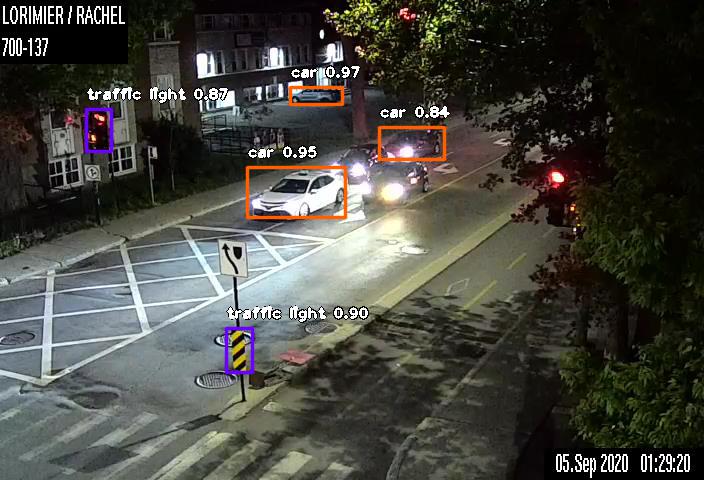 LORIMIER / RACHEL
700-137
car 0.97
traffic light 0.87
car 0.84
car 0.95
traffic light 0.90
05.Sep 2020 01:29:20